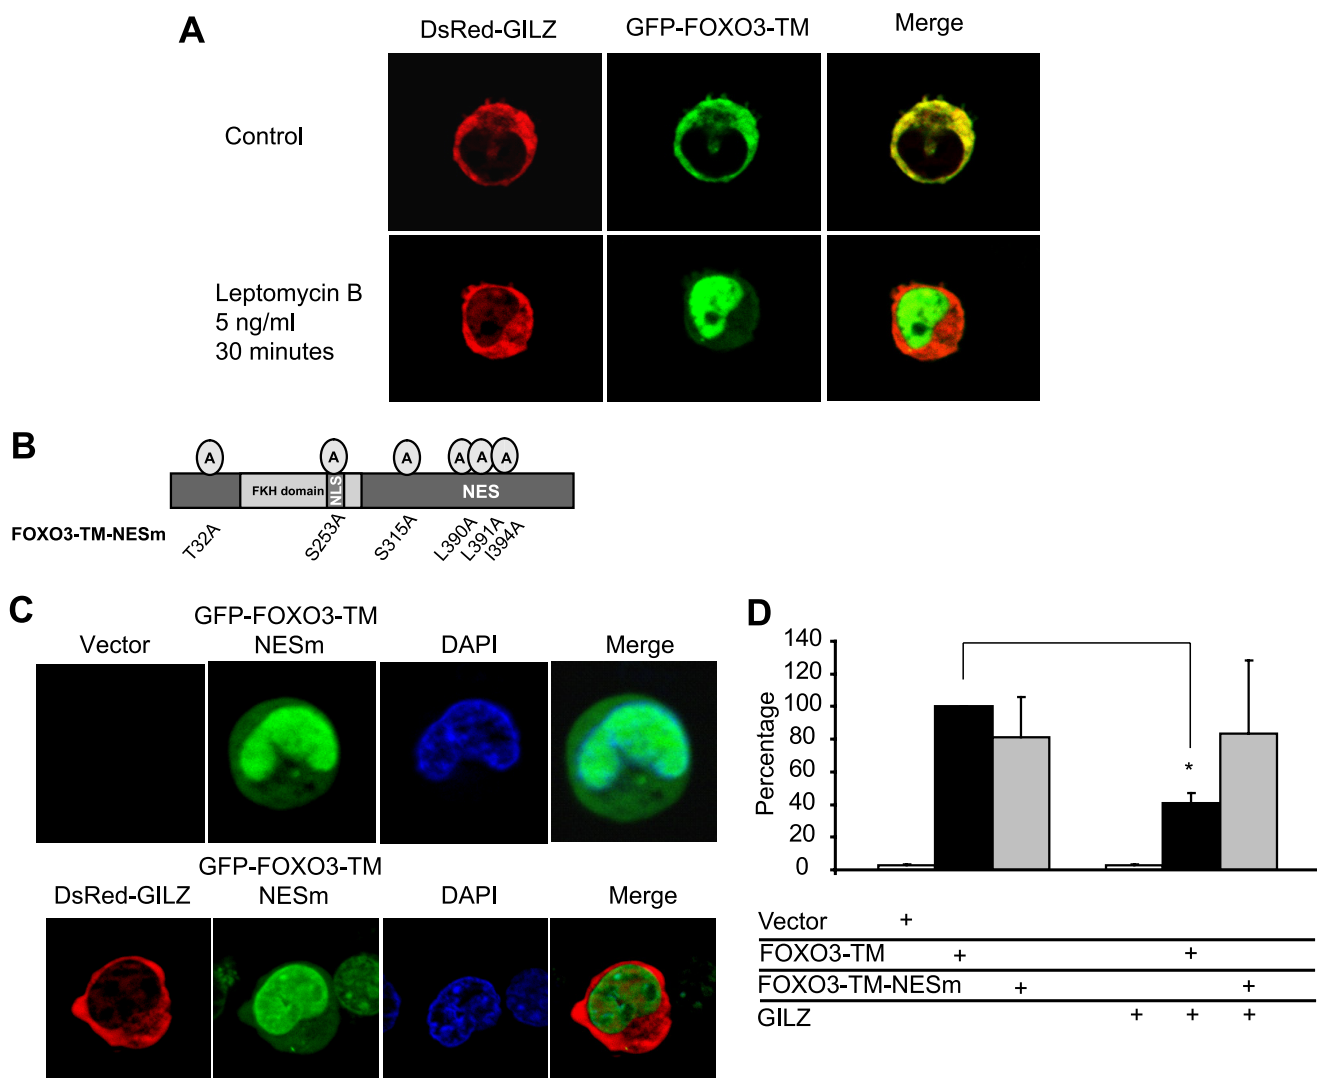 A
DsRed-GILZ GFP-FOXO3-TM Merge
Control
Leptomycin B
5 ng/ml
30 minutes
B
A A A A A A
FKH domain NLS NES
FOXO3-TM-NESm
T32A S253A S315A L390A L391A I394A
C
GFP-FOXO3-TM
Vector NESm DAPI Merge
GFP-FOXO3-TM
DsRed-GILZ NESm DAPI Merge
D
Percentage
140
120
100
80
60
40
20
0
*
Vector +
FOXO3-TM + +
FOXO3-TM-NESm + +
GILZ + + +